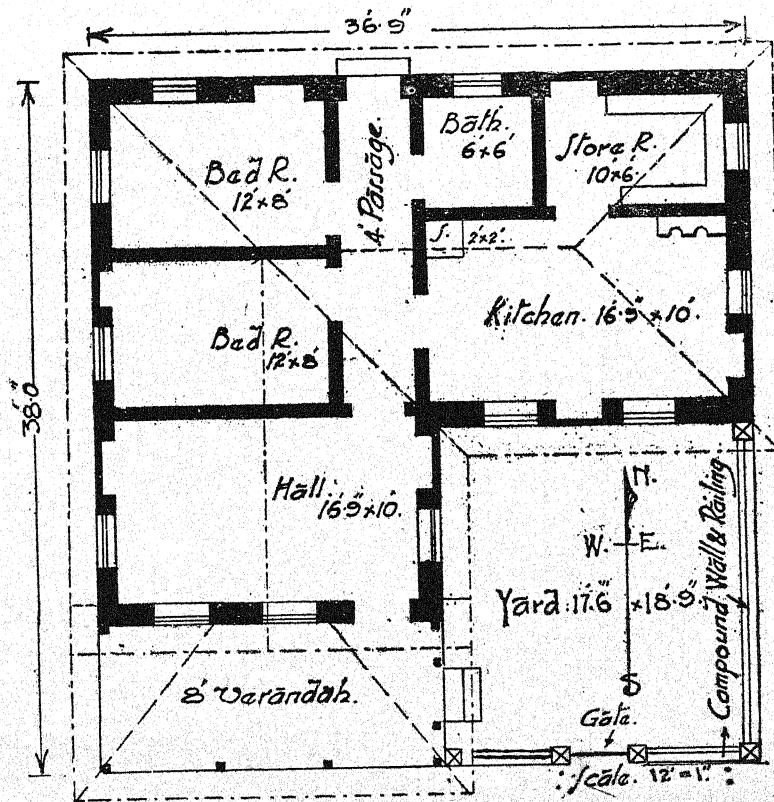 36'·9"
38'·0"
Bed R.
12'×8'
4' Passage.
Bath.
6'×6'
Store R.
10'×6'
S. 2'×2'.
Kitchen. 16'·9"×10'.
Bed R.
12'×8'
Hall.
16'·9"×10'.
N.
W. E.
S
Yard 17'.6" ×18'·9"
Compound Wall & Railing
8' Verandah.
Gate.
: Scale. 12'=1". :